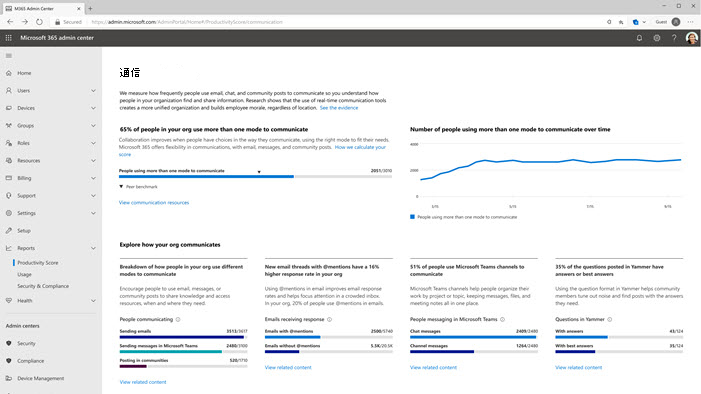 M365 Admin Center
Secured
https://admin.microsoft.com/AdminPortal/Home#/ProductivityScore/communication
Guest
Microsoft 365 admin center
Home
Users
Devices
Groups
Roles
Resources
Billing
Support
Settings
Setup
Reports
Productivity Score
Usage
Security & Compliance
Health
Admin centers
Security
Compliance
Device Management
通信
We measure how frequently people use email, chat, and community posts to communicate so you understand how
people in your organization find and share information. Research shows that the use of real-time communication tools
creates a more unified organization and builds employee morale, regardless of location. See the evidence
65% of people in your org use more than one mode to communicate
Collaboration improves when people have choices in the way they communicate, using the right mode to fit their needs.
Microsoft 365 offers flexibility in communications, with email, messages, and community posts. How we calculate your
score
People using more than one mode to communicate
Peer benchmark
View communication resources
Number of people using more than one mode to communicate over time
4000
2000
0
5/15
7/15
9/15
People using more than one mode to communicate
Explore how your org communicates
Breakdown of how people in your org use different
modes to communicate
Encourage people to use email, messages, or
community posts to share knowledge and access
resources, when and where they need.
People communicating
Sending emails 3513/3617
Sending messages in Microsoft Teams 2480/3100
Posting in communities 520/1710
View related content
New email threads with @mentions have a 16%
higher response rate in your org
Using @mentions in email improves email response
rates and helps focus attention in a crowded inbox.
In your org, 20% of people use @mentions in emails.
Emails receiving response
Emails with @mentions 2500/5740
Emails without @mentions 5.5K/20.5K
View related content
51% of people use Microsoft Teams channels to
communicate
Microsoft Teams channels help people organize their
work by project or topic, keeping messages, files, and
meeting notes all in one place.
People messaging in Microsoft Teams
Chat messages 2409/2480
Channel messages 1264/2480
View related content
35% of the questions posted in Yammer have
answers or best answers
Using the question format in Yammer helps community
members tune out noise and find posts with the answers
they need.
Questions in Yammer
With answers 43/124
With best answers 35/124
View related content